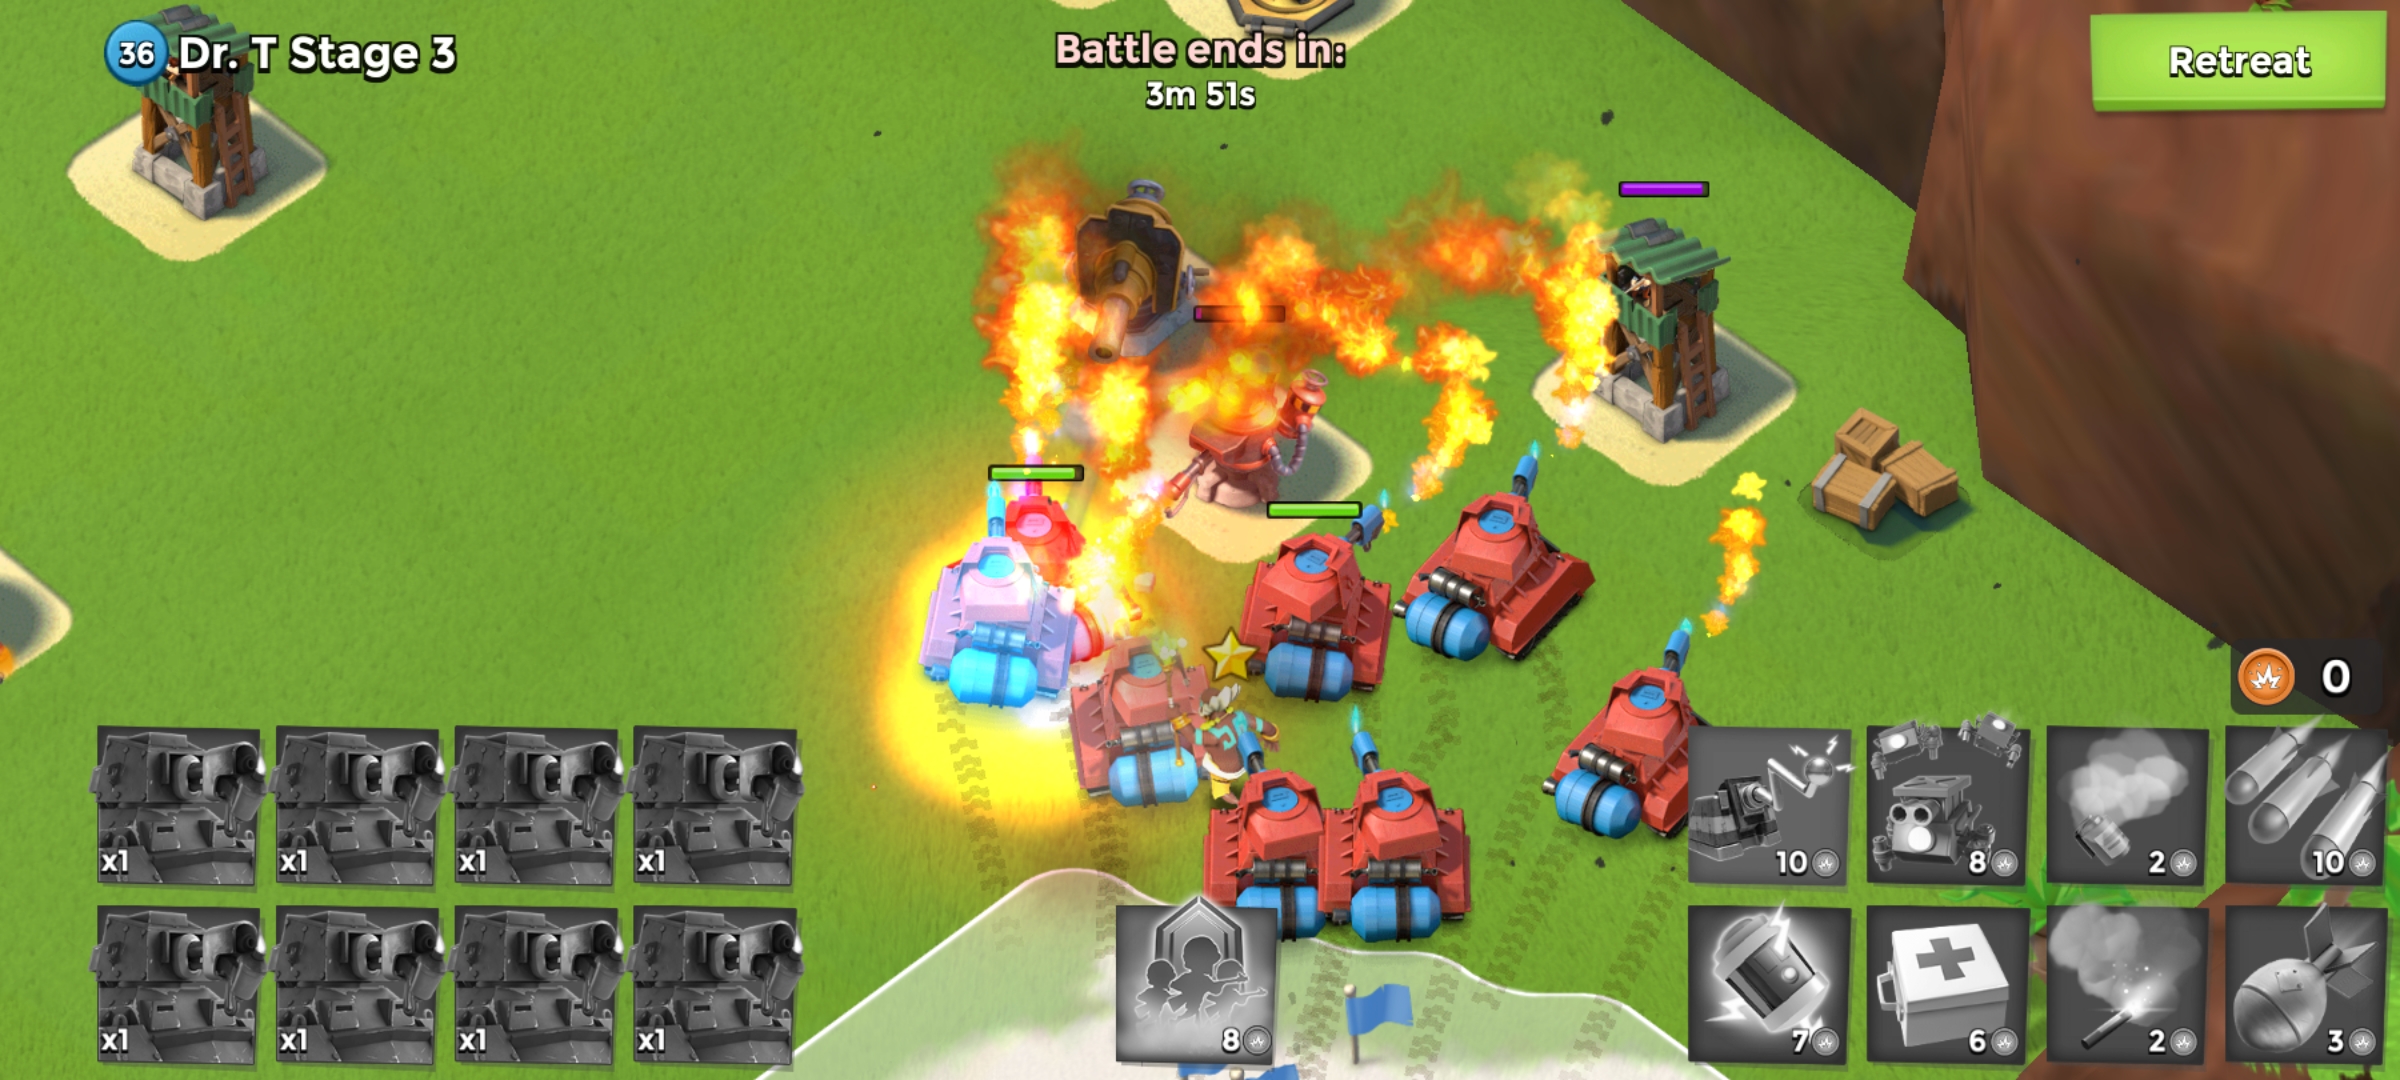 36 Dr. T Stage 3
Battle ends in:
3m 51s
Retreat
0
x1 x1 x1 x1
10 8 2 10
x1 x1 x1 x1
8
7 6 2 3